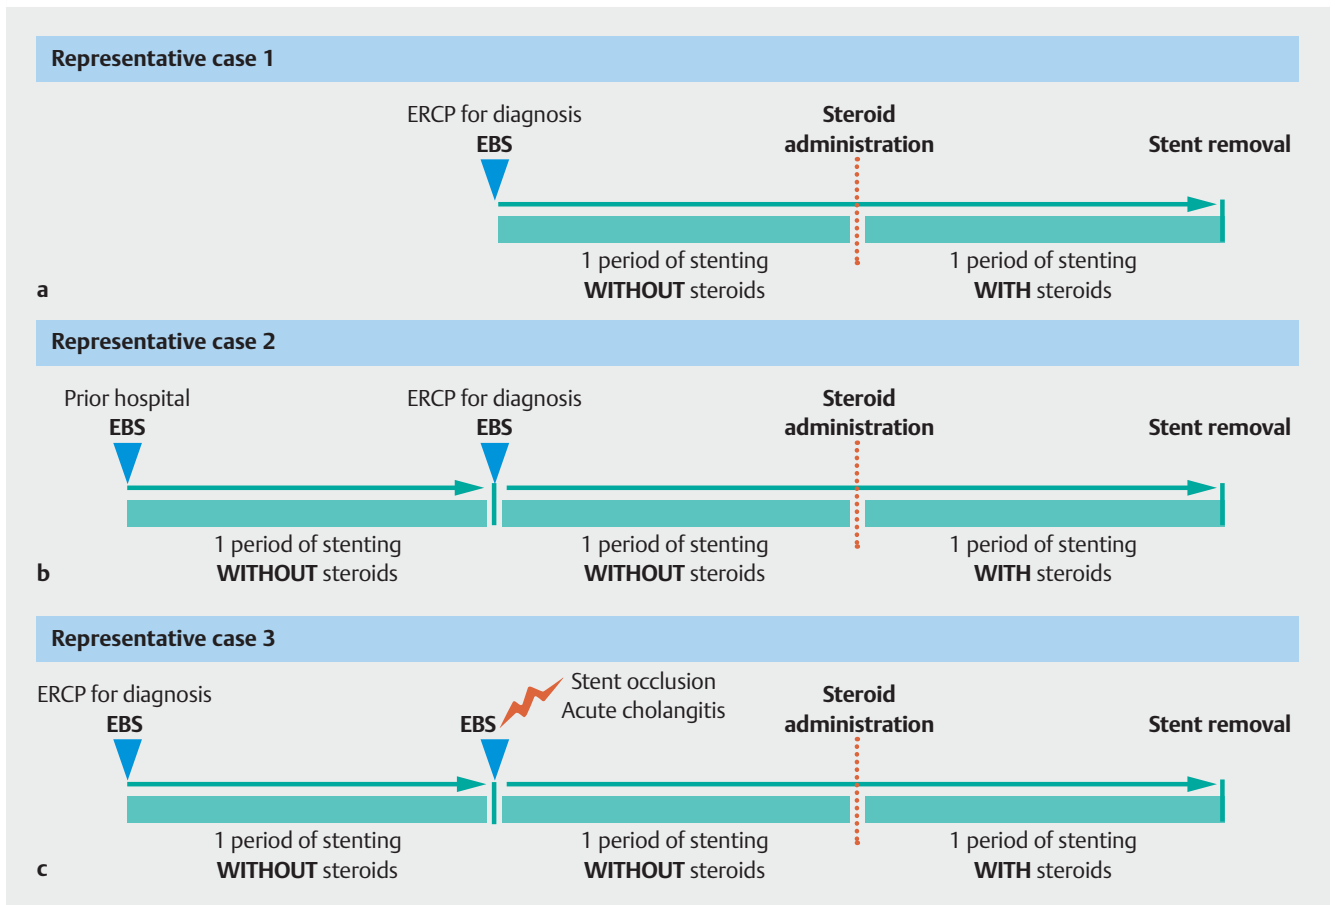 Representative case 1
ERCP for diagnosis
EBS
Steroid
administration
Stent removal
1 period of stenting
WITHOUT steroids
1 period of stenting
WITH steroids
a
Representative case 2
Prior hospital
EBS
ERCP for diagnosis
EBS
Steroid
administration
Stent removal
1 period of stenting
WITHOUT steroids
1 period of stenting
WITHOUT steroids
1 period of stenting
WITH steroids
b
Representative case 3
ERCP for diagnosis
EBS
EBS
Stent occlusion
Acute cholangitis
Steroid
administration
Stent removal
1 period of stenting
WITHOUT steroids
1 period of stenting
WITHOUT steroids
1 period of stenting
WITH steroids
c